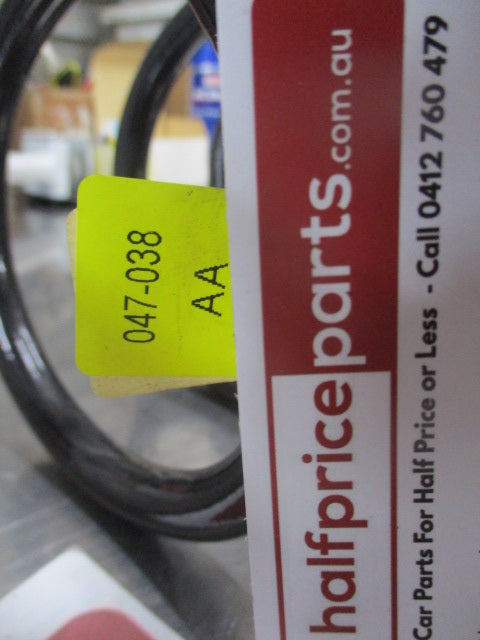 047-038
AA
halfpriceparts.com.au
Car Parts For Half Price or Less - Call 0412 760 479